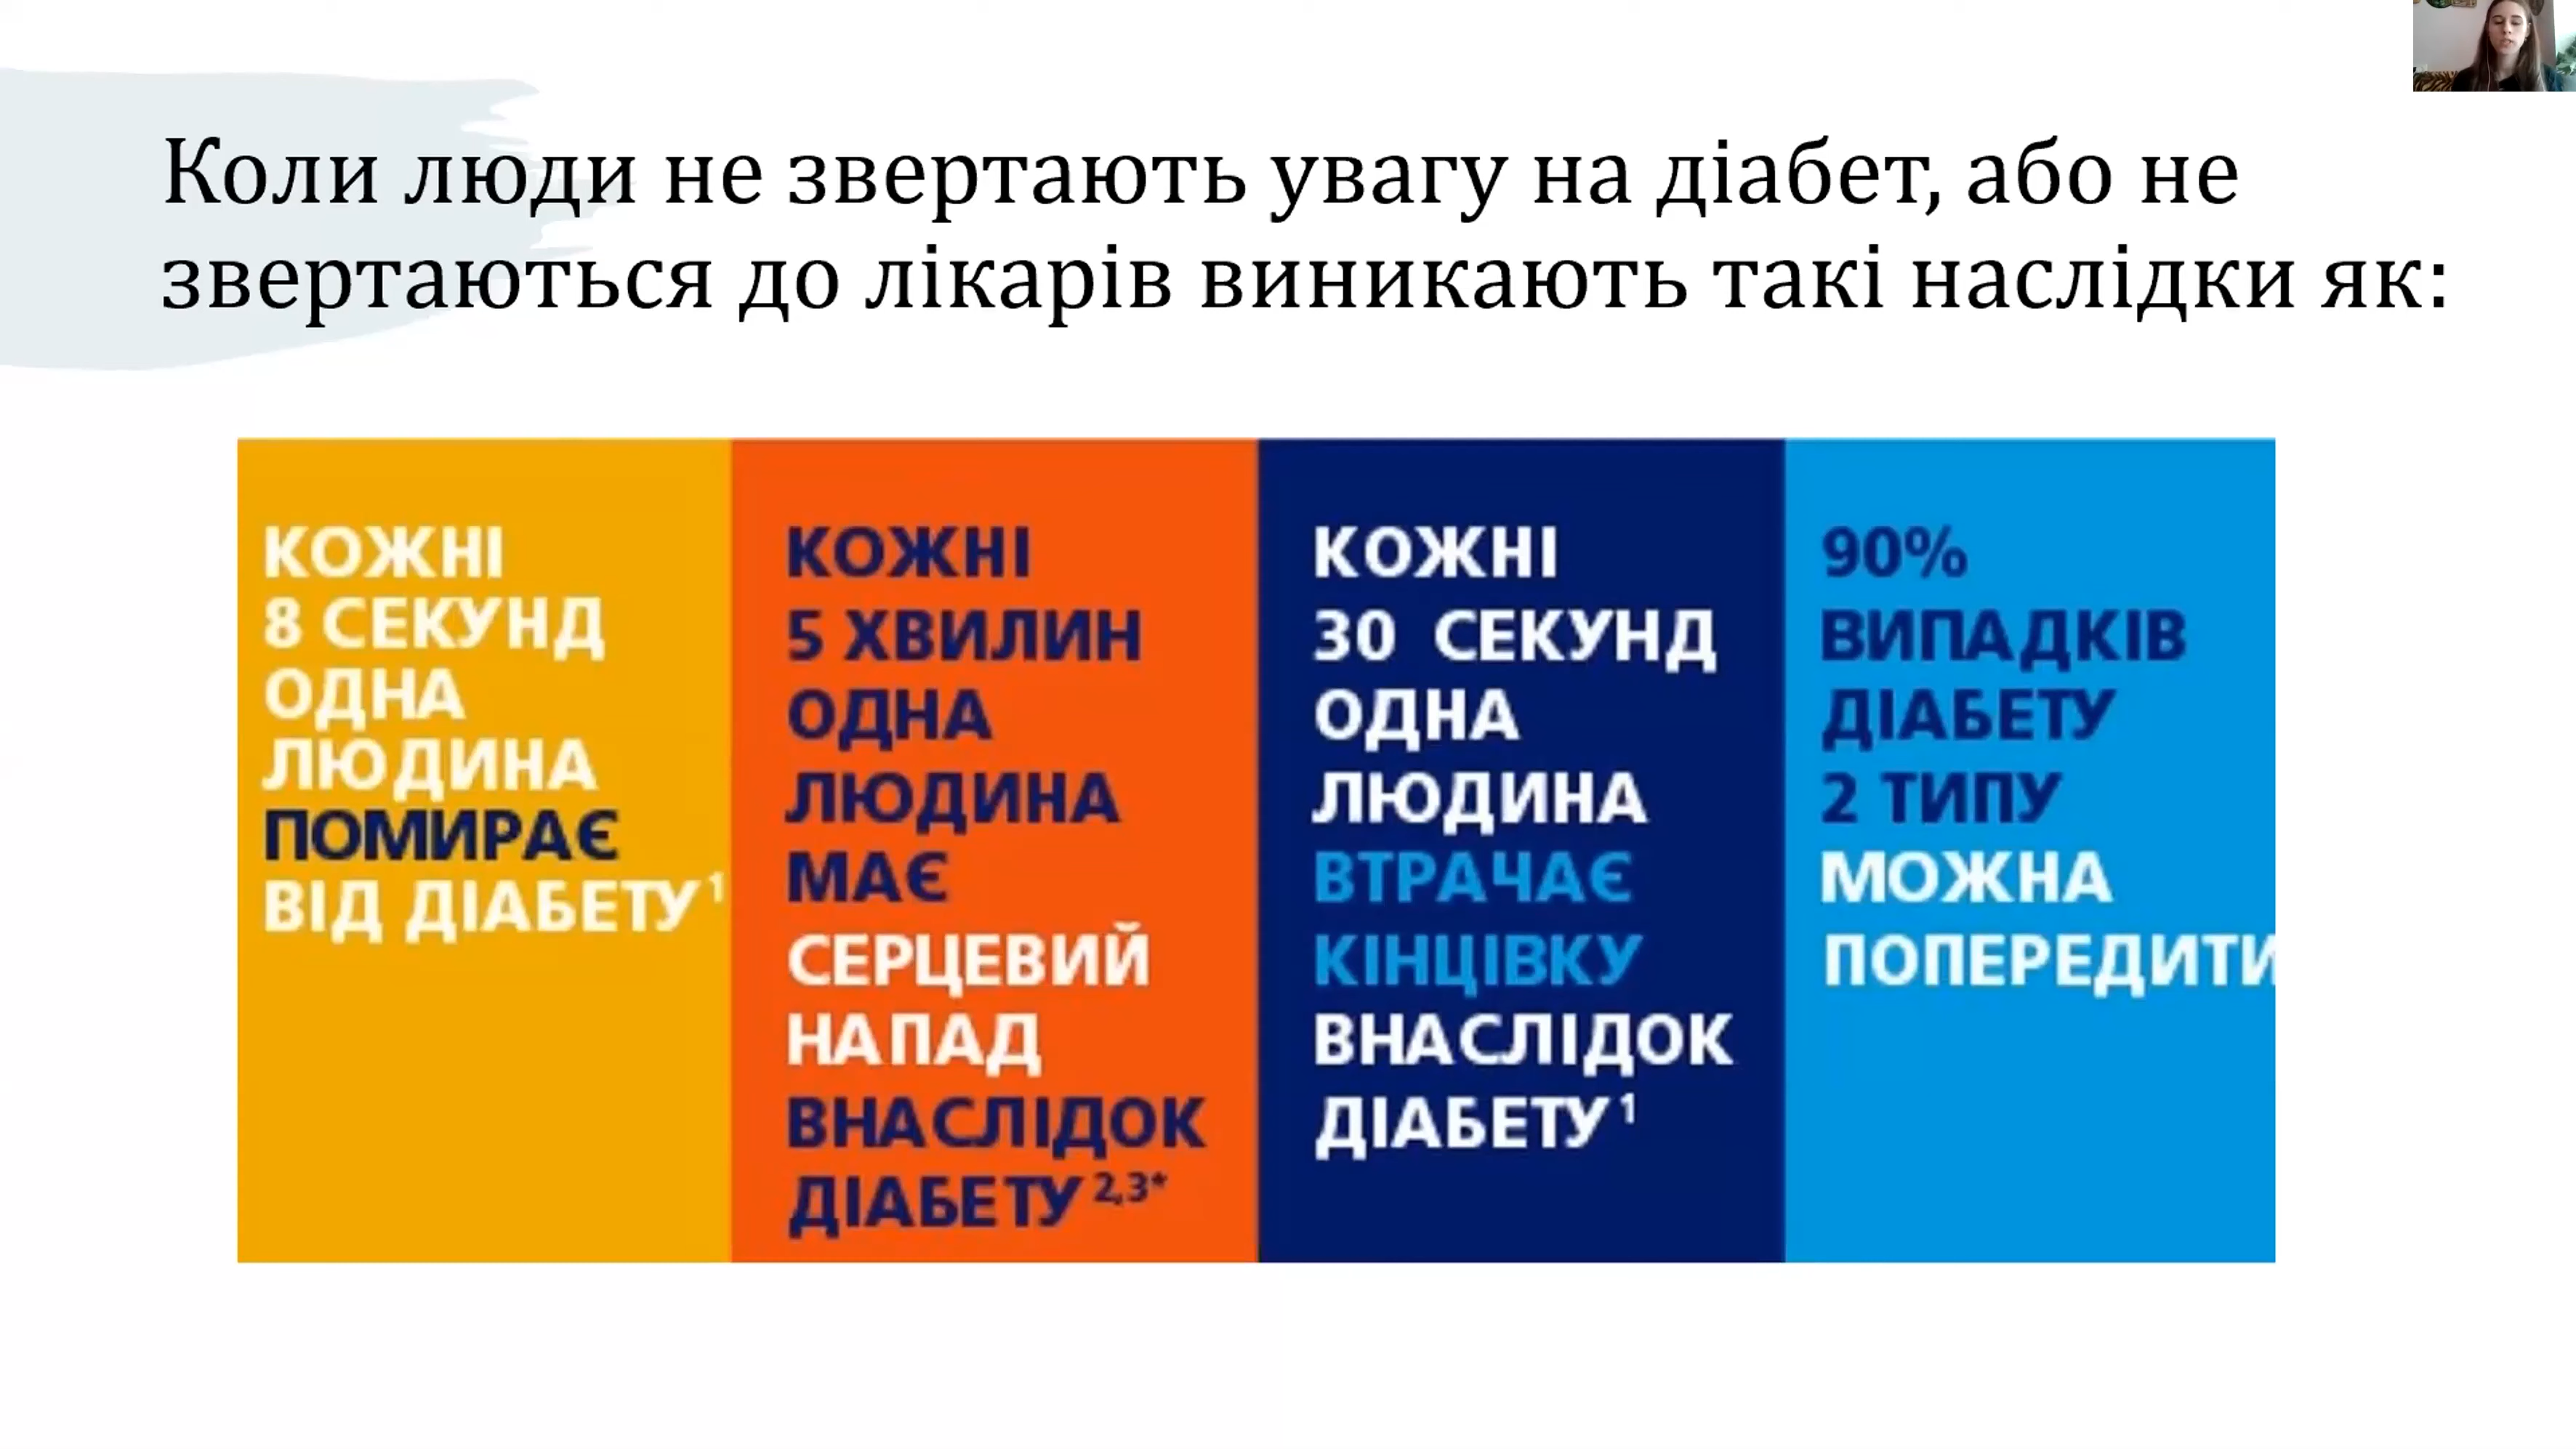 Коли люди не звертають увагу на діабет, або не
звертаються до лікарів виникають такі наслідки як:
КОЖНІ
8 СЕКУНД
ОДНА
ЛЮДИНА
ПОМИРАЄ
ВІД ДІАБЕТУ¹
КОЖНІ
5 ХВИЛИН
ОДНА
ЛЮДИНА
МАЄ
СЕРЦЕВИЙ
НАПАД
ВНАСЛІДОК
ДІАБЕТУ²,³*
КОЖНІ
30 СЕКУНД
ОДНА
ЛЮДИНА
ВТРАЧАЄ
КІНЦІВКУ
ВНАСЛІДОК
ДІАБЕТУ¹
90%
ВИПАДКІВ
ДІАБЕТУ
2 ТИПУ
МОЖНА
ПОПЕРЕДИТИ